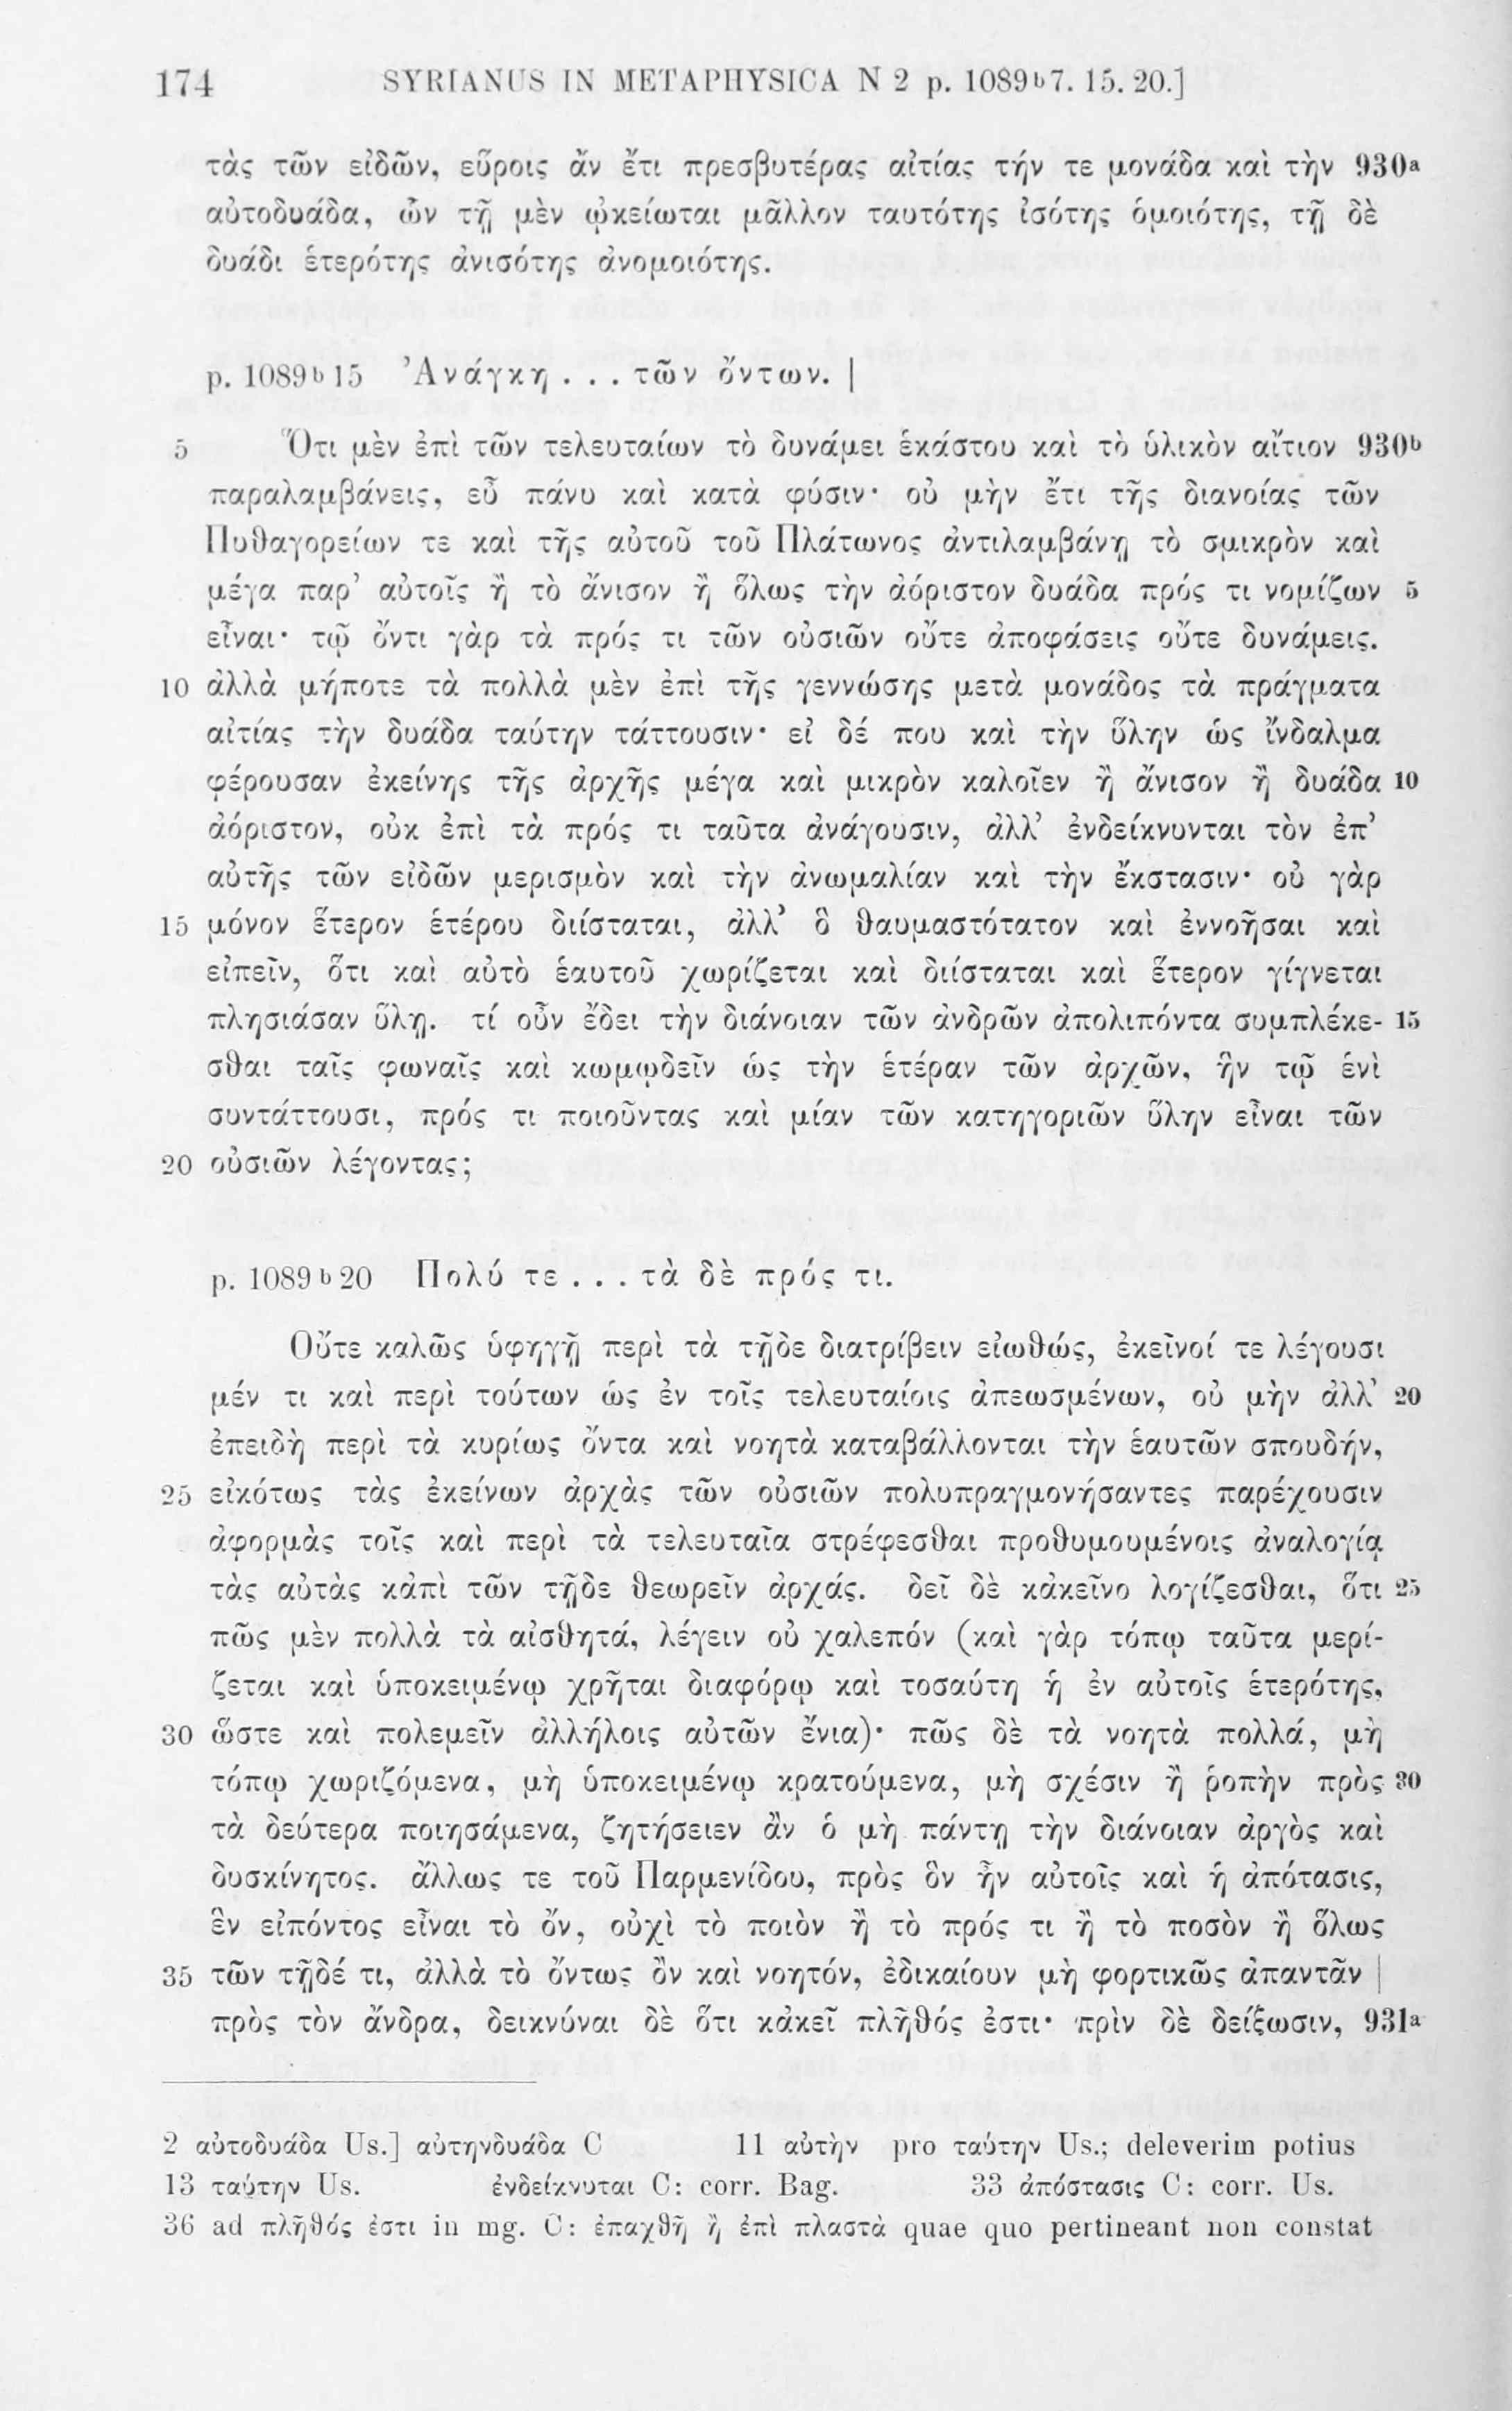 174 SYRIANUS IN METAPHYSICA N 2 p. 1089ᵇ7. 15. 20.]
τὰς τῶν εἰδῶν, εὕροις ἂν ἔτι πρεσβυτέρας αἰτίας τήν τε μονάδα καὶ τὴν 930ᵃ
αὐτοδυάδα, ὧν τῇ μὲν ᾠκείωται μᾶλλον ταυτότης ἰσότης ὁμοιότης, τῇ δὲ
δυάδι ἑτερότης ἀνισότης ἀνομοιότης.
p. 1089ᵇ15 Ἀνάγκη . . . τῶν ὄντων. |
5 Ὅτι μὲν ἐπὶ τῶν τελευταίων τὸ δυνάμει ἑκάστου καὶ τὸ ὑλικὸν αἴτιον 930ᵇ
παραλαμβάνεις, εὖ πάνυ καὶ κατὰ φύσιν· οὐ μὴν ἔτι τῆς διανοίας τῶν
Πυθαγορείων τε καὶ τῆς αὐτοῦ τοῦ Πλάτωνος ἀντιλαμβάνῃ τὸ σμικρὸν καὶ
μέγα παρ’ αὐτοῖς ἢ τὸ ἄνισον ἢ ὅλως τὴν ἀόριστον δυάδα πρός τι νομίζων 5
εἶναι· τῷ ὄντι γὰρ τὰ πρός τι τῶν οὐσιῶν οὔτε ἀποφάσεις οὔτε δυνάμεις.
10 ἀλλὰ μήποτε τὰ πολλὰ μὲν ἐπὶ τῆς γεννώσης μετὰ μονάδος τὰ πράγματα
αἰτίας τὴν δυάδα ταύτην τάττουσιν· εἰ δέ που καὶ τὴν ὕλην ὡς ἴνδαλμα
φέρουσαν ἐκείνης τῆς ἀρχῆς μέγα καὶ μικρὸν καλοῖεν ἢ ἄνισον ἢ δυάδα 10
ἀόριστον, οὐκ ἐπὶ τὰ πρός τι ταῦτα ἀνάγουσιν, ἀλλ’ ἐνδείκνυνται τὸν ἐπ’
αὐτῆς τῶν εἰδῶν μερισμὸν καὶ τὴν ἀνωμαλίαν καὶ τὴν ἔκστασιν· οὐ γὰρ
15 μόνον ἕτερον ἑτέρου διίσταται, ἀλλ’ ὃ θαυμαστότατον καὶ ἐννοῆσαι καὶ
εἰπεῖν, ὅτι καὶ αὐτὸ ἑαυτοῦ χωρίζεται καὶ διίσταται καὶ ἕτερον γίγνεται
πλησιάσαν ὕλῃ. τί οὖν ἔδει τὴν διάνοιαν τῶν ἀνδρῶν ἀπολιπόντα συμπλέκε- 15
σθαι ταῖς φωναῖς καὶ κωμῳδεῖν ὡς τὴν ἑτέραν τῶν ἀρχῶν, ἣν τῷ ἑνὶ
συντάττουσι, πρός τι ποιοῦντας καὶ μίαν τῶν κατηγοριῶν ὕλην εἶναι τῶν
20 οὐσιῶν λέγοντας;
p. 1089ᵇ20 Πολύ τε . . . τὰ δὲ πρός τι.
Οὔτε καλῶς ὑφηγῇ περὶ τὰ τῇδε διατρίβειν εἰωθώς, ἐκεῖνοί τε λέγουσι
μέν τι καὶ περὶ τούτων ὡς ἐν τοῖς τελευταίοις ἀπεωσμένων, οὐ μὴν ἀλλ’ 20
ἐπειδὴ περὶ τὰ κυρίως ὄντα καὶ νοητὰ καταβάλλονται τὴν ἑαυτῶν σπουδήν,
25 εἰκότως τὰς ἐκείνων ἀρχὰς τῶν οὐσιῶν πολυπραγμονήσαντες παρέχουσιν
ἀφορμὰς τοῖς καὶ περὶ τὰ τελευταῖα στρέφεσθαι προθυμουμένοις ἀναλογίᾳ
τὰς αὐτὰς κἀπὶ τῶν τῇδε θεωρεῖν ἀρχάς. δεῖ δὲ κἀκεῖνο λογίζεσθαι, ὅτι 25
πῶς μὲν πολλὰ τὰ αἰσθητά, λέγειν οὐ χαλεπόν (καὶ γὰρ τόπῳ ταῦτα μερί-
ζεται καὶ ὑποκειμένῳ χρῆται διαφόρῳ καὶ τοσαύτη ἡ ἐν αὐτοῖς ἑτερότης,
30 ὥστε καὶ πολεμεῖν ἀλλήλοις αὐτῶν ἔνια)· πῶς δὲ τὰ νοητὰ πολλά, μὴ
τόπῳ χωριζόμενα, μὴ ὑποκειμένῳ κρατούμενα, μὴ σχέσιν ἢ ῥοπὴν πρὸς 30
τὰ δεύτερα ποιησάμενα, ζητήσειεν ἂν ὁ μὴ πάντῃ τὴν διάνοιαν ἀργὸς καὶ
δυσκίνητος. ἄλλως τε τοῦ Παρμενίδου, πρὸς ὃν ἦν αὐτοῖς καὶ ἡ ἀπότασις,
ἓν εἰπόντος εἶναι τὸ ὄν, οὐχὶ τὸ ποιὸν ἢ τὸ πρός τι ἢ τὸ ποσὸν ἢ ὅλως
35 τῶν τῇδέ τι, ἀλλὰ τὸ ὄντως ὂν καὶ νοητόν, ἐδικαίουν μὴ φορτικῶς ἀπαντᾶν |
πρὸς τὸν ἄνδρα, δεικνύναι δὲ ὅτι κἀκεῖ πλῆθός ἐστι· πρὶν δὲ δείξωσιν, 931ᵃ
2 αὐτοδυάδα Us.] αὐτηνδυάδα C 11 αὐτὴν pro ταύτην Us.; deleverim potius
13 ταύτην Us. ἐνδείκνυται C: corr. Bag. 33 ἀπόστασις C: corr. Us.
36 ad πλῆθός ἐστι in mg. C: ἐπαχθῆ ἢ ἐπὶ πλαστὰ quae quo pertineant non constat